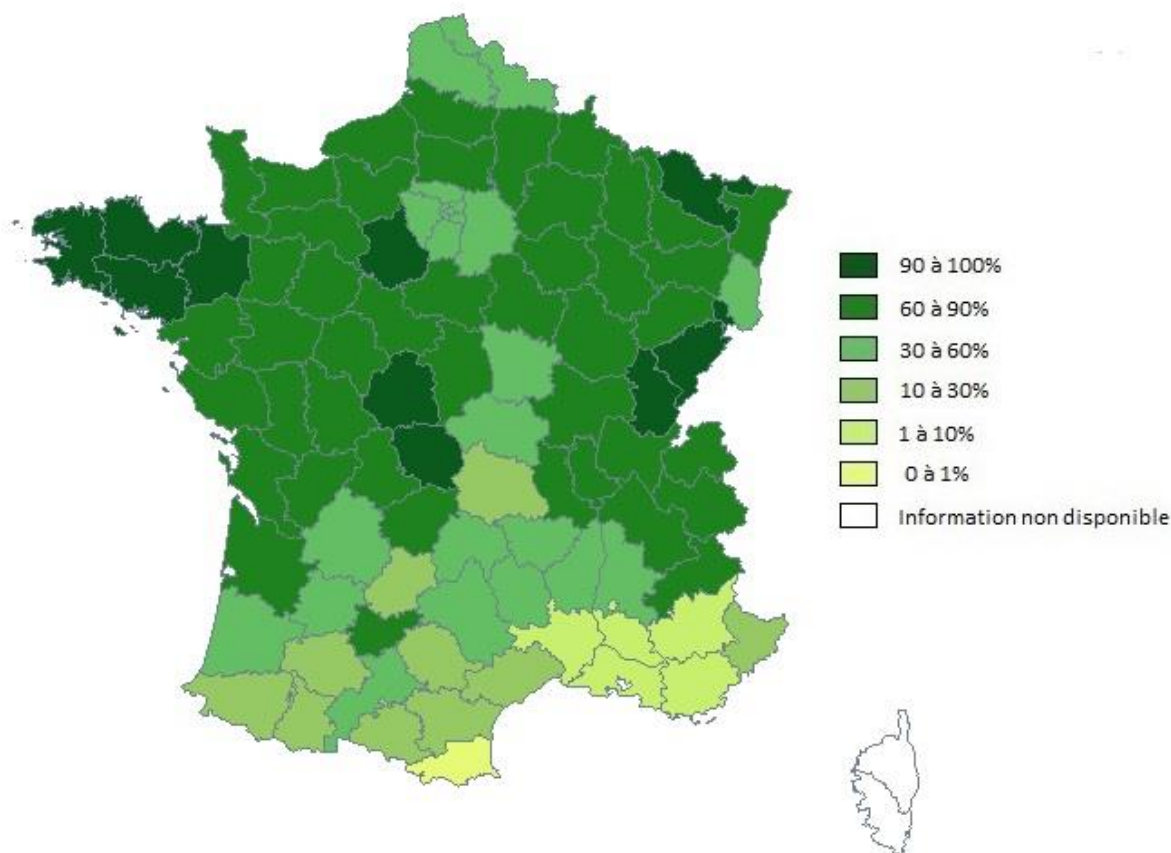 90 à 100%
60 à 90%
30 à 60%
10 à 30%
1 à 10%
0 à 1%
Information non disponible